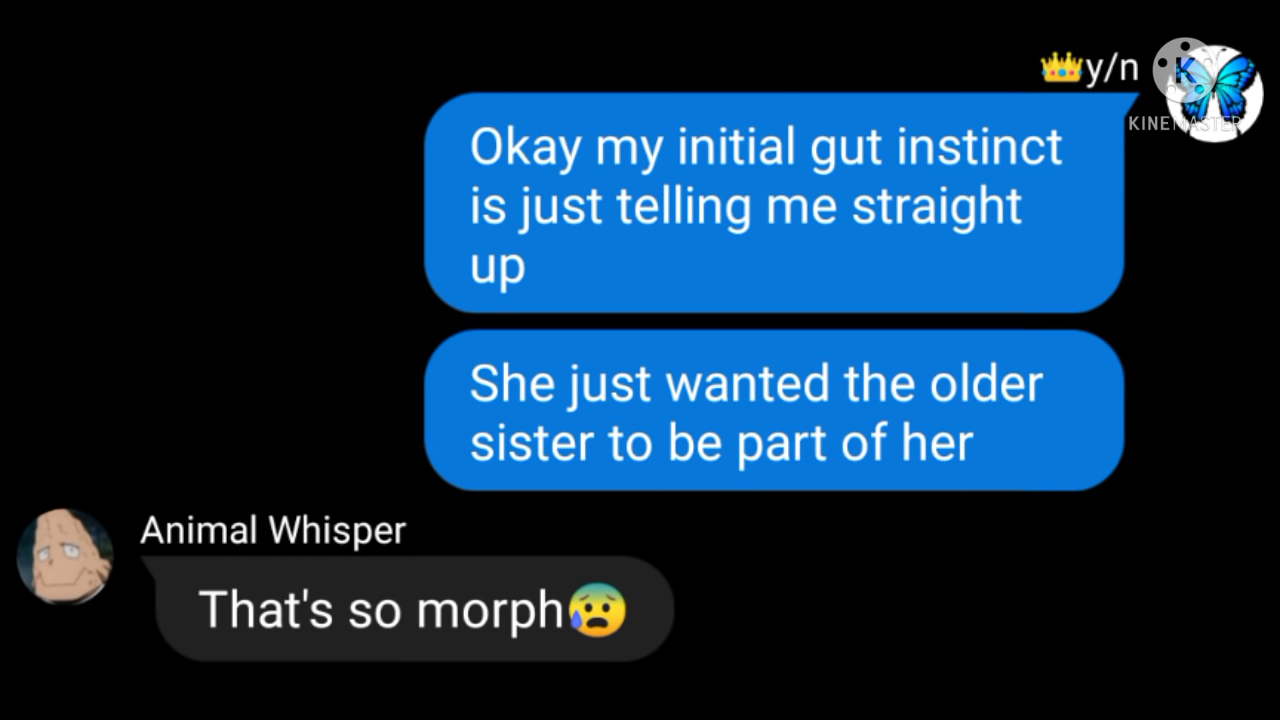 👑y/n
K
KINEMASTER
Okay my initial gut instinct
is just telling me straight
up
She just wanted the older
sister to be part of her
Animal Whisper
That's so morph😰